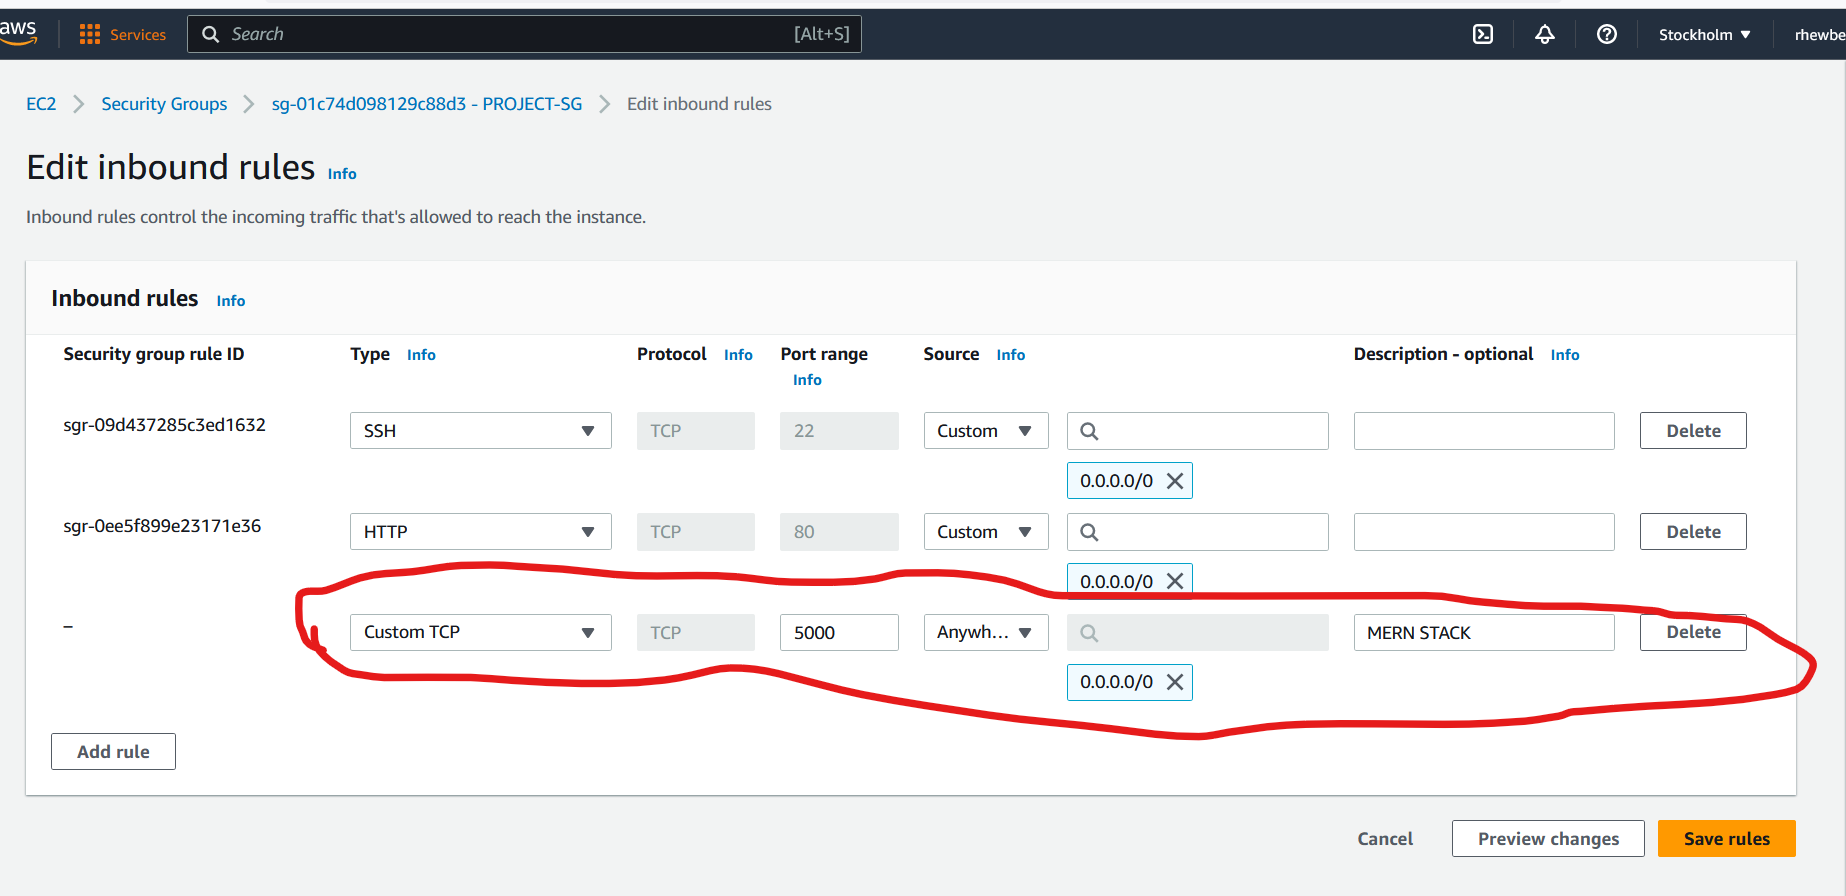 aws Services Search [Alt+S] Stockholm rhewbe
EC2 Security Groups sg-01c74d098129c88d3 - PROJECT-SG Edit inbound rules
Edit inbound rules Info
Inbound rules control the incoming traffic that's allowed to reach the instance.
Inbound rules Info
Security group rule ID Type Info Protocol Info Port range Source Info Description - optional Info
Info
sgr-09d437285c3ed1632 SSH TCP 22 Custom Delete
0.0.0.0/0
sgr-0ee5f899e23171e36 HTTP TCP 80 Custom Delete
0.0.0.0/0
– Custom TCP TCP 5000 Anywh... MERN STACK Delete
0.0.0.0/0
Add rule
Cancel Preview changes Save rules